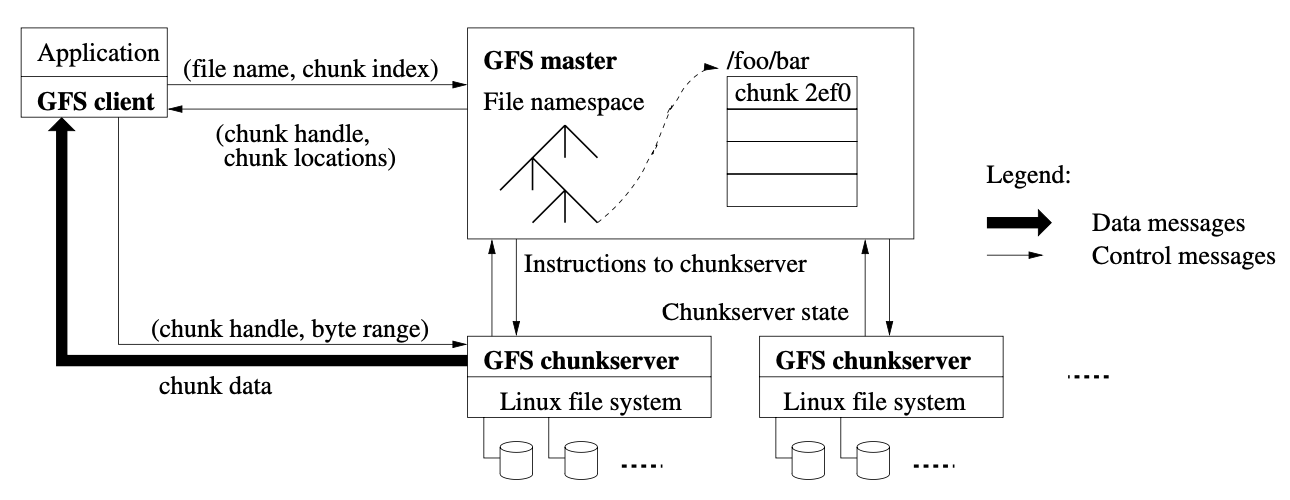 Application
GFS client
(file name, chunk index)
(chunk handle,
chunk locations)
GFS master
File namespace
/foo/bar
chunk 2ef0
Legend:
Data messages
Control messages
Instructions to chunkserver
Chunkserver state
(chunk handle, byte range)
chunk data
GFS chunkserver
Linux file system
GFS chunkserver
Linux file system